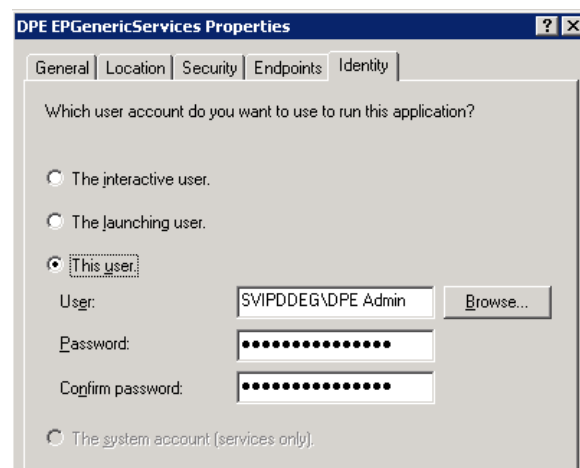 DPE EPGenericServices Properties
General Location Security Endpoints Identity
Which user account do you want to use to run this application?
The interactive user.
The launching user.
This user.
User: SVIPDDEG\DPE Admin Browse...
Password: •••••••••••••••
Confirm password: •••••••••••••••
The system account (services only).